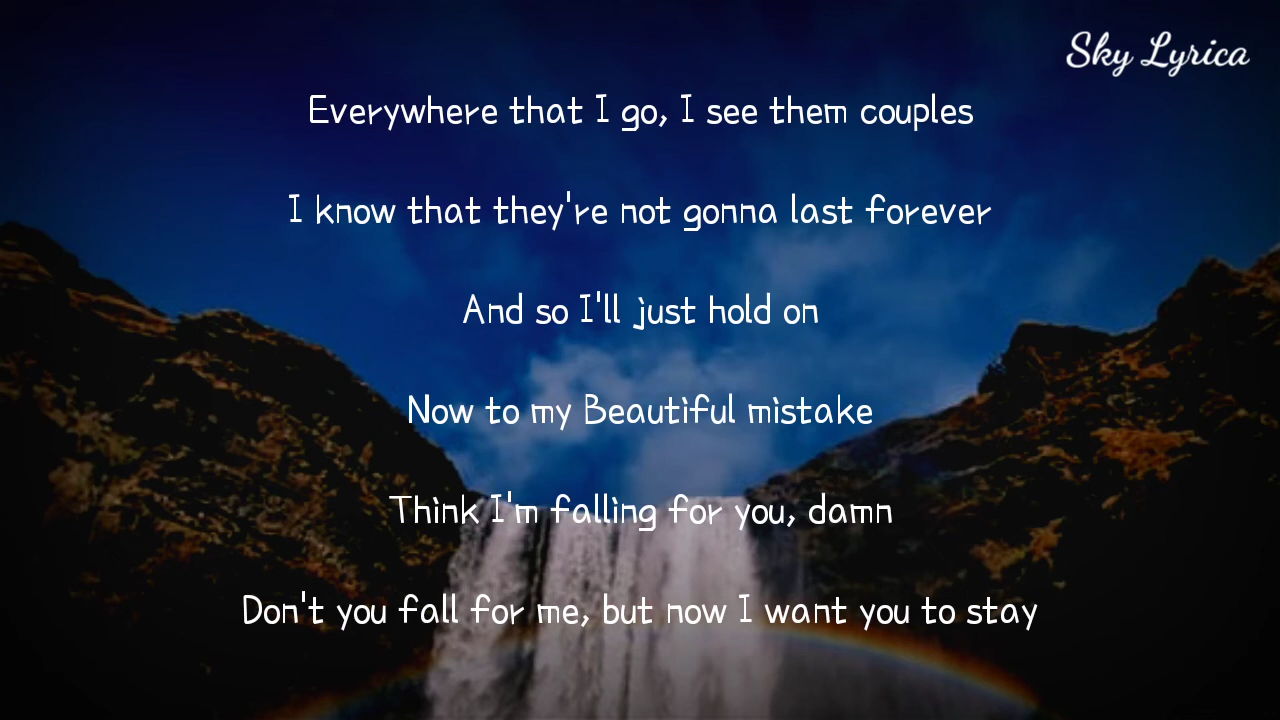 Sky Lyrica
Everywhere that I go, I see them couples
I know that they're not gonna last forever
And so I'll just hold on
Now to my Beautiful mistake
Think I'm falling for you, damn
Don't you fall for me, but now I want you to stay